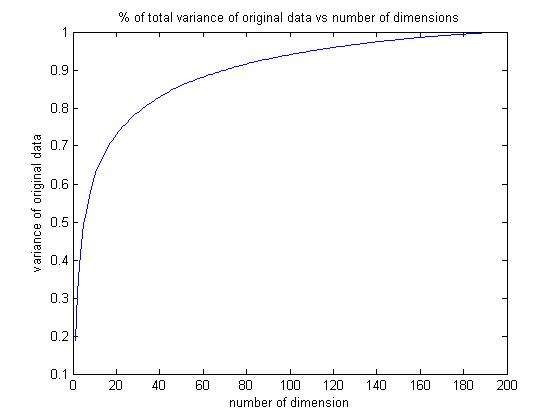 % of total variance of original data vs number of dimensions
1
0.9
0.8
0.7
0.6
0.5
0.4
0.3
0.2
0.1
variance of original data
0 20 40 60 80 100 120 140 160 180 200
number of dimension